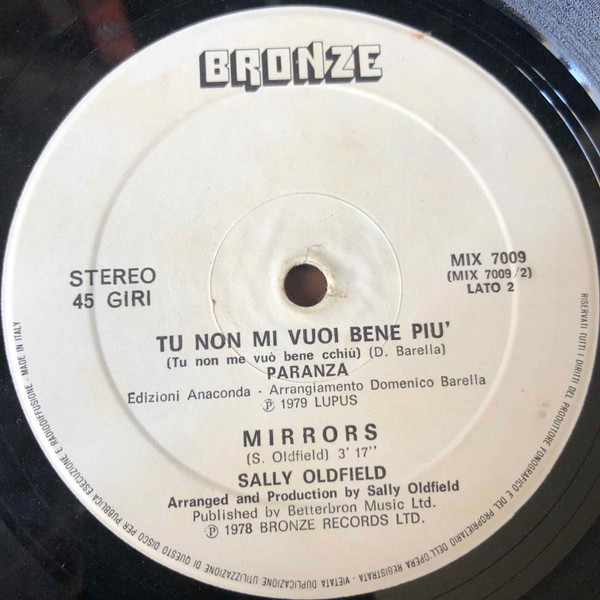 BRONZE
STEREO
45 GIRI
MIX 7009
(MIX 7009/2)
LATO 2
TU NON MI VUOI BENE PIU'
(Tu non me vuò bene cchiù) (D. Barella)
PARANZA
Edizioni Anaconda - Arrangiamento Domenico Barella
℗ 1979 LUPUS
MIRRORS
(S. Oldfield) 3' 17''
SALLY OLDFIELD
Arranged and Production by Sally Oldfield
Published by Betterbron Music Ltd.
℗ 1978 BRONZE RECORDS LTD.
RISERVATI TUTTI I DIRITTI DEL PRODUTTORE FONOGRAFICO E DEL PROPRIETARIO DELL'OPERA REGISTRATA - VIETATA DUPLICAZIONE UTILIZZAZIONE DI QUESTO DISCO PER PUBBLICA ESECUZIONE E RADIODIFFUSIONE - MADE IN ITALY